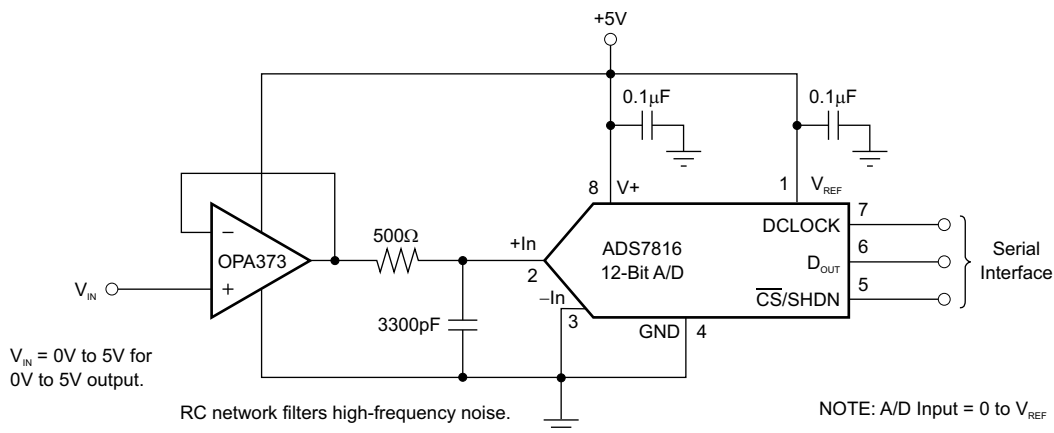 +5V
0.1μF
0.1μF
8
V+
1
VREF
7
DCLOCK
500Ω
+In
ADS7816
6
−
OPA373
2
12-Bit A/D
DOUT
Serial
Interface
VIN
+
−In
5
CS/SHDN
3
3300pF
GND
4
VIN = 0V to 5V for
0V to 5V output.
RC network filters high-frequency noise.
NOTE: A/D Input = 0 to VREF